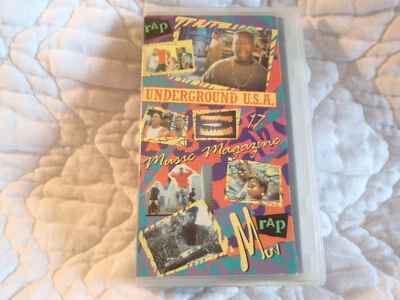 rap
UNDERGROUND U.S.A.
17
Music Magazine
rap